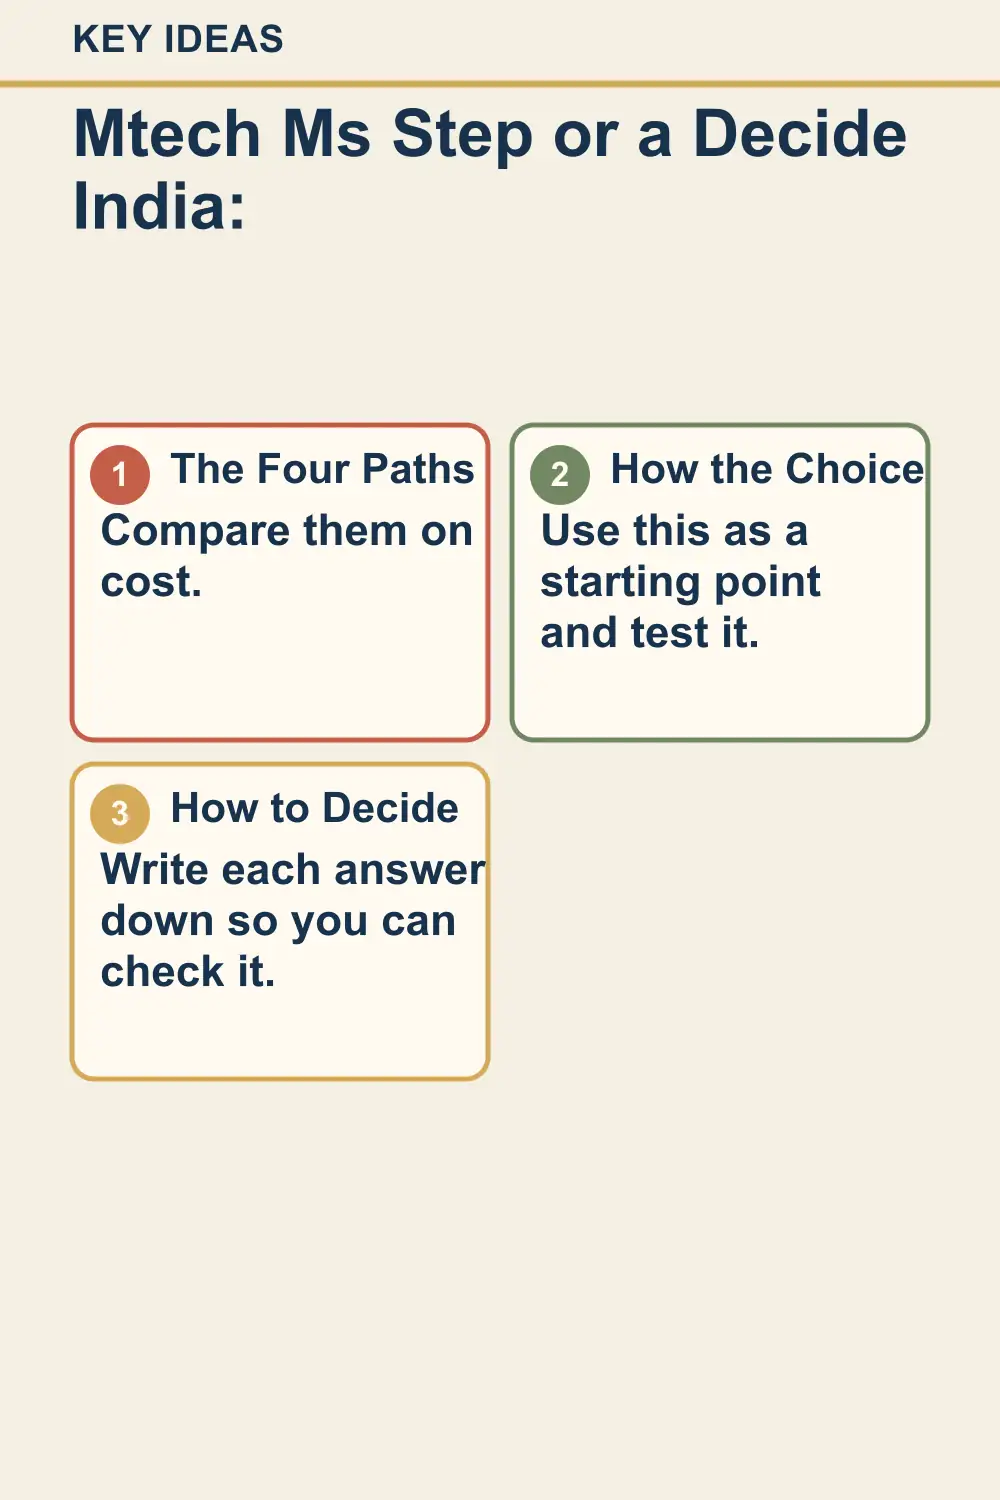 KEY IDEAS
Mtech Ms Step or a Decide
India:
1 The Four Paths
Compare them on
cost.
2 How the Choice
Use this as a
starting point
and test it.
3 How to Decide
Write each answer
down so you can
check it.